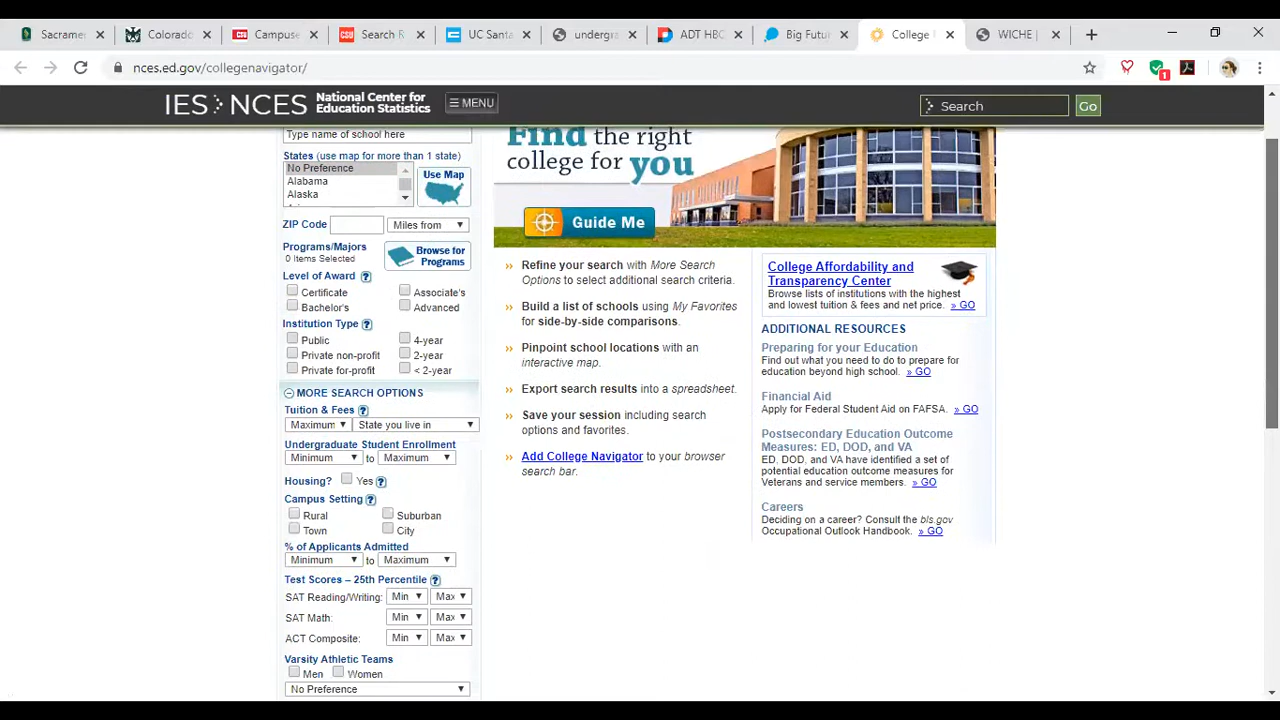 Sacrame
Colorado
Campuse
Search R
UC Santa
undergra
ADT HBC
Big Futur
College
WICHE |
nces.ed.gov/collegenavigator/
1
IES NCES National Center for
Education Statistics
MENU
Search
Go
Type name of school here
States (use map for more than 1 state)
No Preference
Alabama
Alaska
Use Map
ZIP Code
Miles from
Programs/Majors
0 Items Selected
Browse for
Programs
Level of Award ?
Certificate
Associate's
Bachelor's
Advanced
Institution Type ?
Public
4-year
Private non-profit
2-year
Private for-profit
< 2-year
MORE SEARCH OPTIONS
Tuition & Fees ?
Maximum
State you live in
Undergraduate Student Enrollment
Minimum to Maximum
Housing? Yes ?
Campus Setting ?
Rural
Suburban
Town
City
% of Applicants Admitted
Minimum to Maximum
Test Scores – 25th Percentile ?
SAT Reading/Writing: Min Max
SAT Math: Min Max
ACT Composite: Min Max
Varsity Athletic Teams
Men Women
No Preference
Find the right
college for you
Guide Me
» Refine your search with More Search
Options to select additional search criteria.
» Build a list of schools using My Favorites
for side-by-side comparisons.
» Pinpoint school locations with an
interactive map.
» Export search results into a spreadsheet.
» Save your session including search
options and favorites.
» Add College Navigator to your browser
search bar.
College Affordability and
Transparency Center
Browse lists of institutions with the highest
and lowest tuition & fees and net price. » GO
ADDITIONAL RESOURCES
Preparing for your Education
Find out what you need to do to prepare for
education beyond high school. » GO
Financial Aid
Apply for Federal Student Aid on FAFSA. » GO
Postsecondary Education Outcome
Measures: ED, DOD, and VA
ED, DOD, and VA have identified a set of
potential education outcome measures for
Veterans and service members. » GO
Careers
Deciding on a career? Consult the bls.gov
Occupational Outlook Handbook. » GO